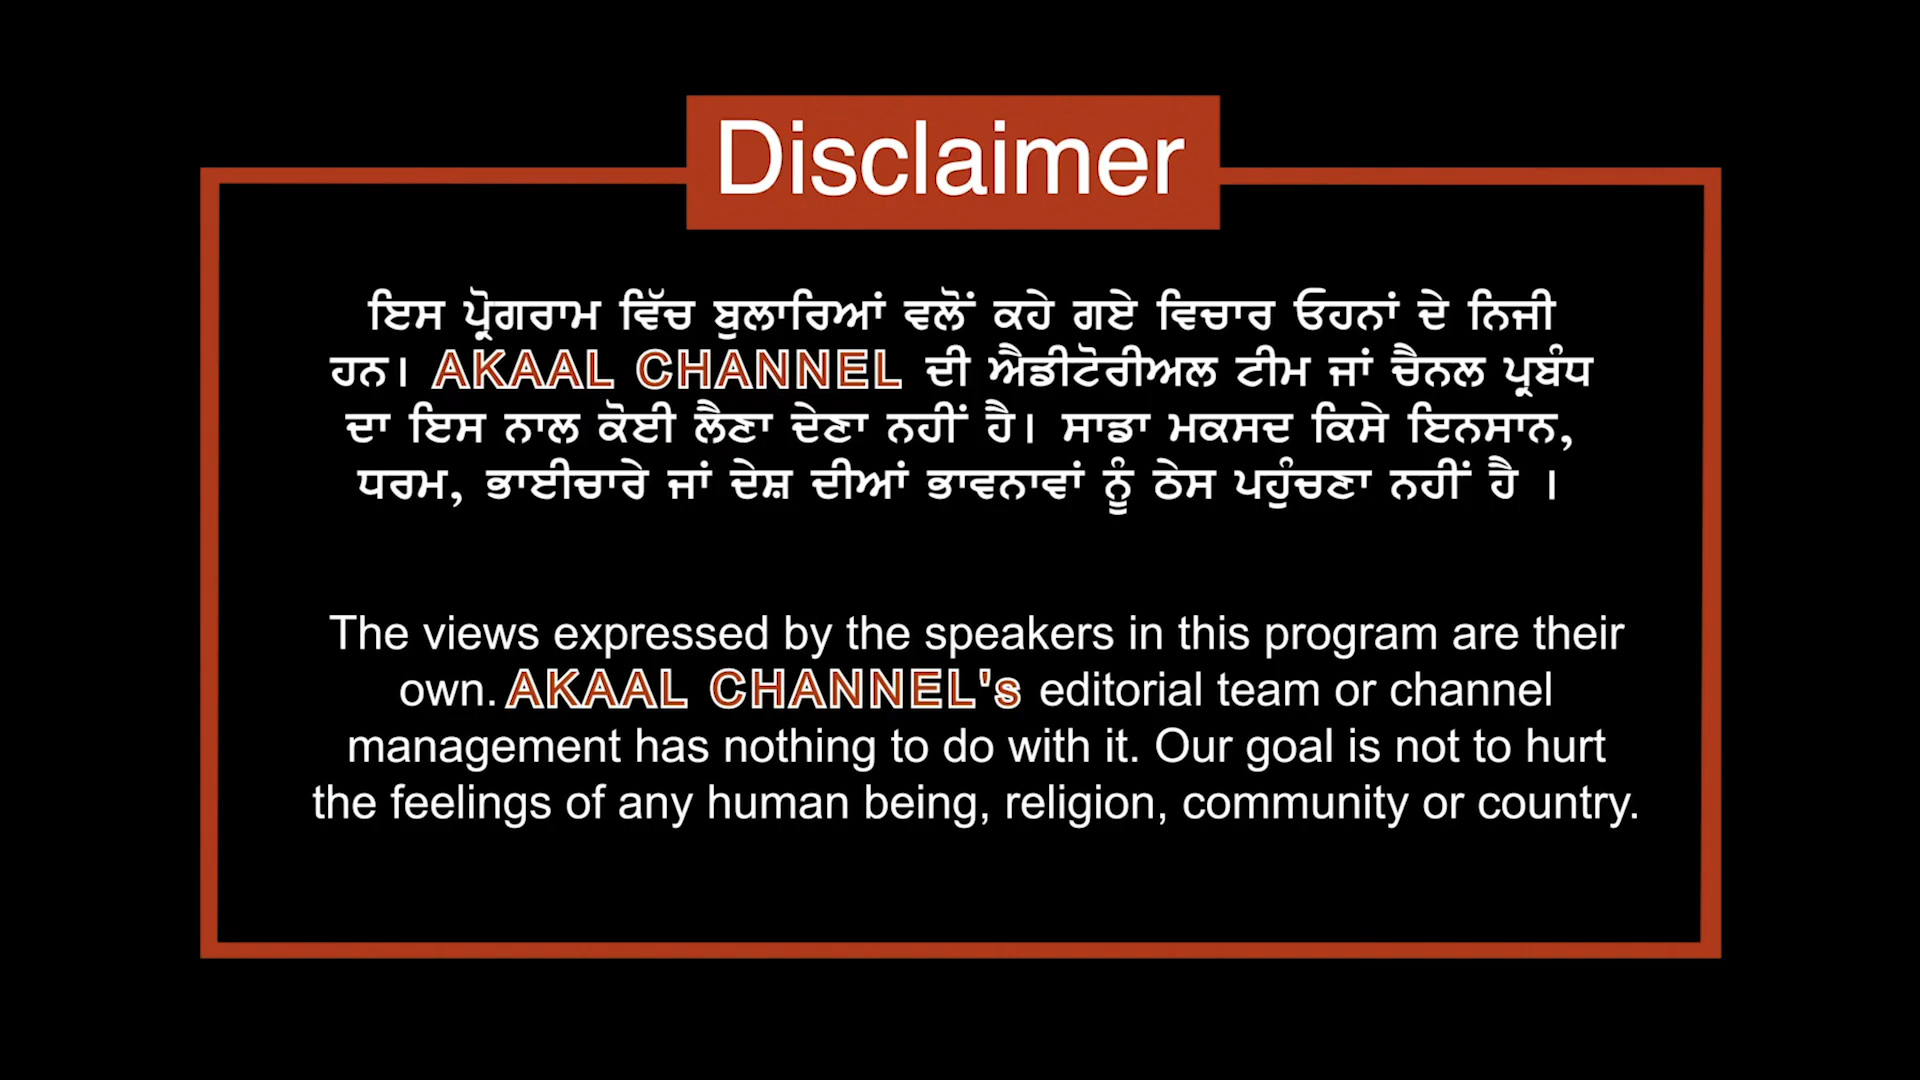 Disclaimer
ਇਸ ਪ੍ਰੋਗਰਾਮ ਵਿੱਚ ਬੁਲਾਰਿਆਂ ਵਲੋਂ ਕਹੇ ਗਏ ਵਿਚਾਰ ਓਹਨਾਂ ਦੇ ਨਿਜੀ
ਹਨ। AKAAL CHANNEL ਦੀ ਐਡੀਟੋਰੀਅਲ ਟੀਮ ਜਾਂ ਚੈਨਲ ਪ੍ਰਬੰਧ
ਦਾ ਇਸ ਨਾਲ ਕੋਈ ਲੈਣਾ ਦੇਣਾ ਨਹੀਂ ਹੈ। ਸਾਡਾ ਮਕਸਦ ਕਿਸੇ ਇਨਸਾਨ,
ਧਰਮ, ਭਾਈਚਾਰੇ ਜਾਂ ਦੇਸ਼ ਦੀਆਂ ਭਾਵਨਾਵਾਂ ਨੂੰ ਠੇਸ ਪਹੁੰਚਣਾ ਨਹੀਂ ਹੈ ।
The views expressed by the speakers in this program are their
own. AKAAL CHANNEL's editorial team or channel
management has nothing to do with it. Our goal is not to hurt
the feelings of any human being, religion, community or country.